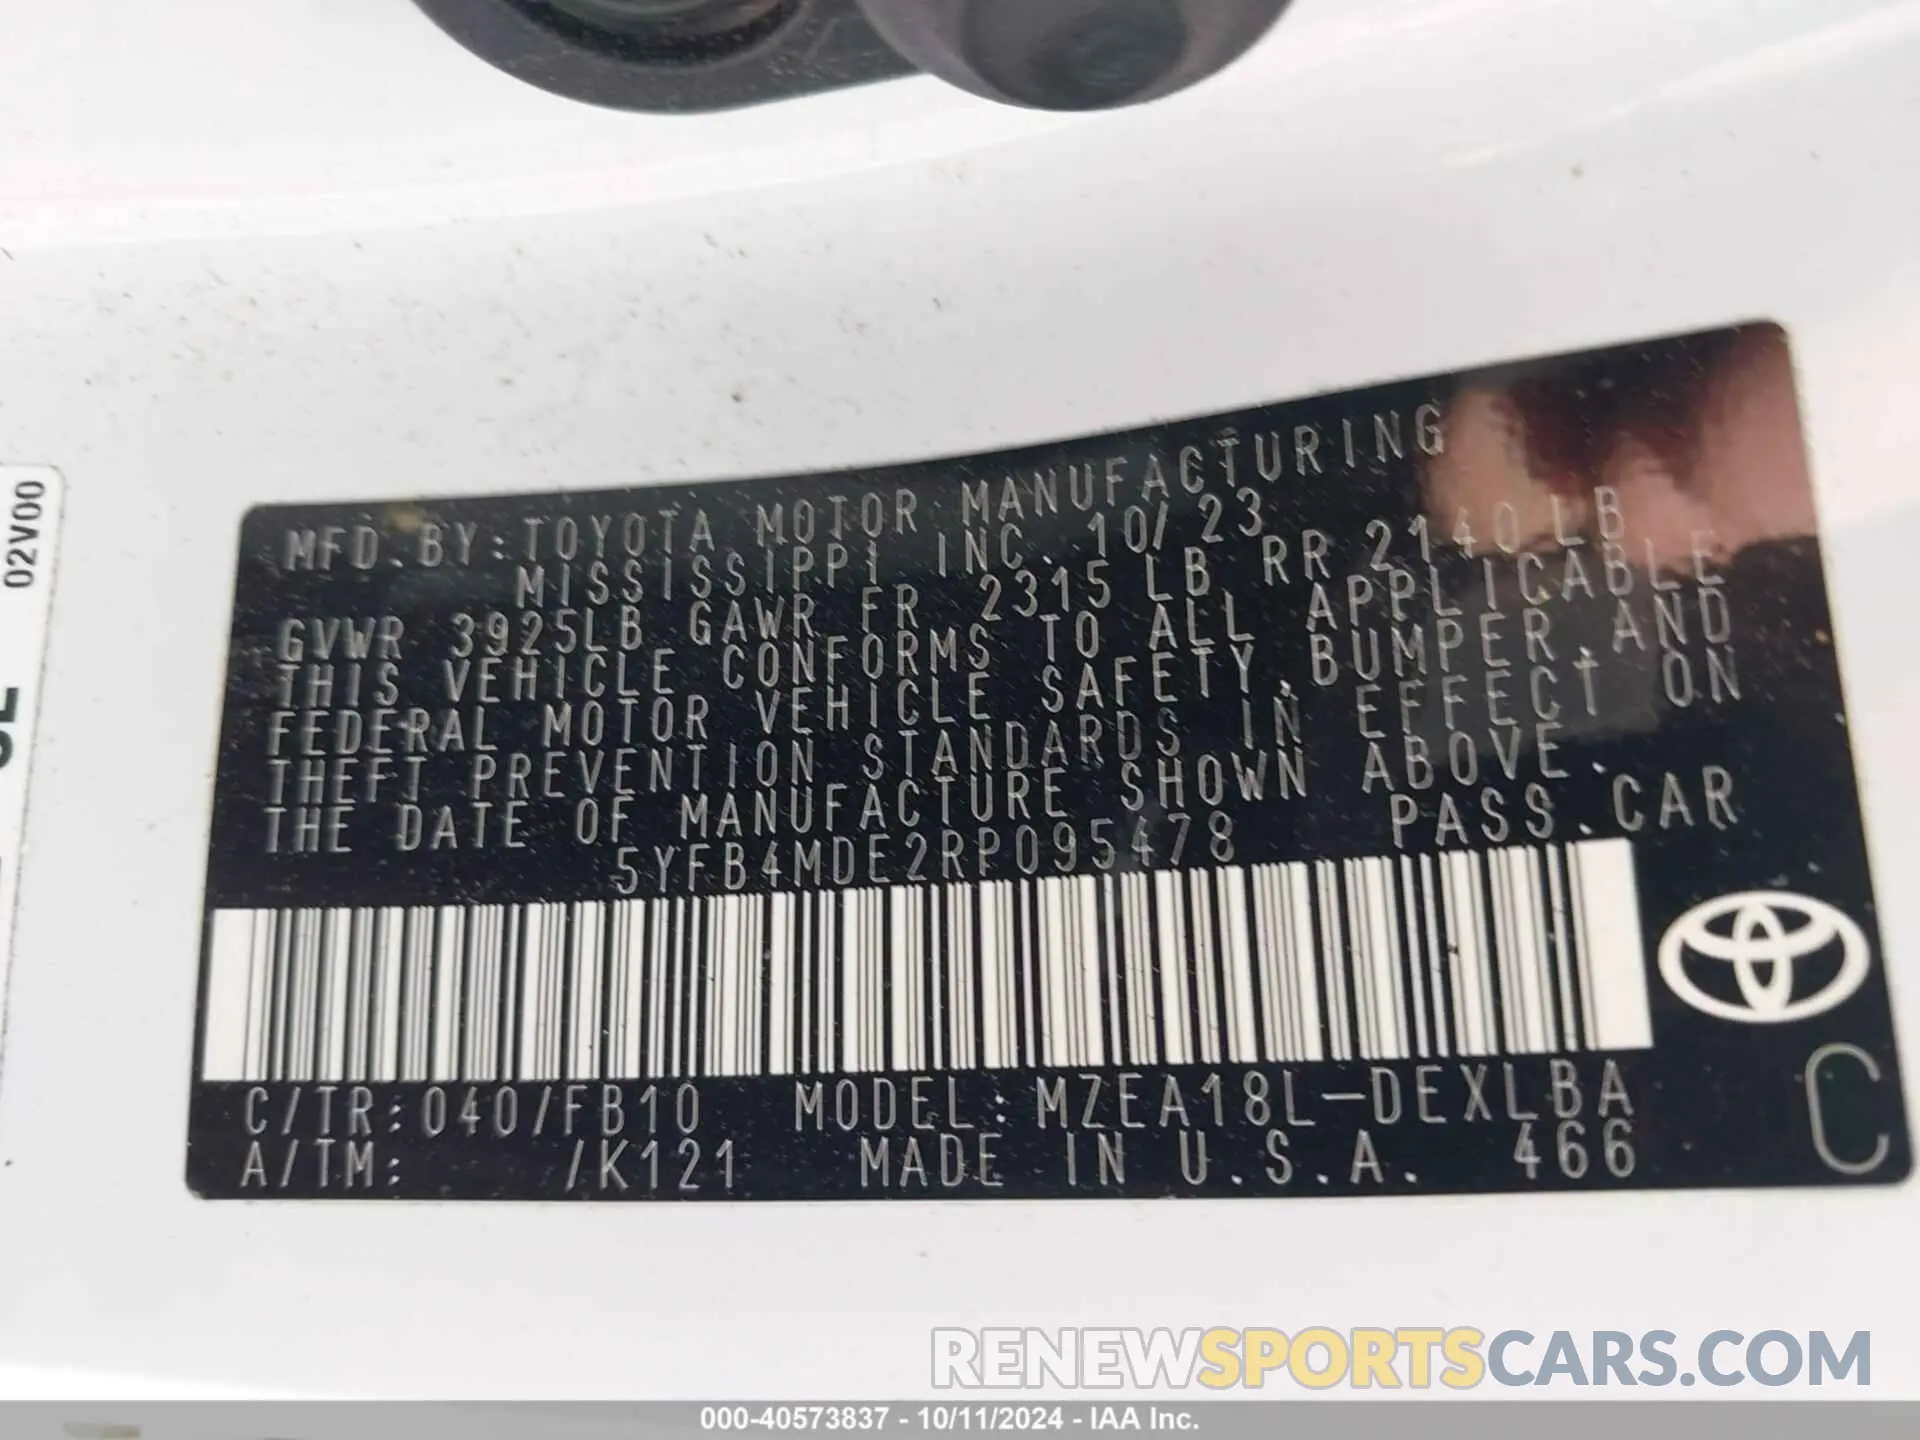 MFD.BY:TOYOTA MOTOR MANUFACTURING
MISSISSIPPI INC. 10/23
GVWR 3925LB GAWR FR 2315LB RR 2140LB
THIS VEHICLE CONFORMS TO ALL APPLICABLE
FEDERAL MOTOR VEHICLE SAFETY,BUMPER,AND
THEFT PREVENTION STANDARDS IN EFFECT ON
THE DATE OF MANUFACTURE SHOWN ABOVE.
5YFB4MDE2RP095478 PASS.CAR
C/TR:040/FB10 MODEL:MZEA18L-DEXLBA
A/TM: /K121 MADE IN U.S.A. 466
C
02V00
RENEWSPORTSCARS.COM
000-40573837 - 10/11/2024 - IAA Inc.